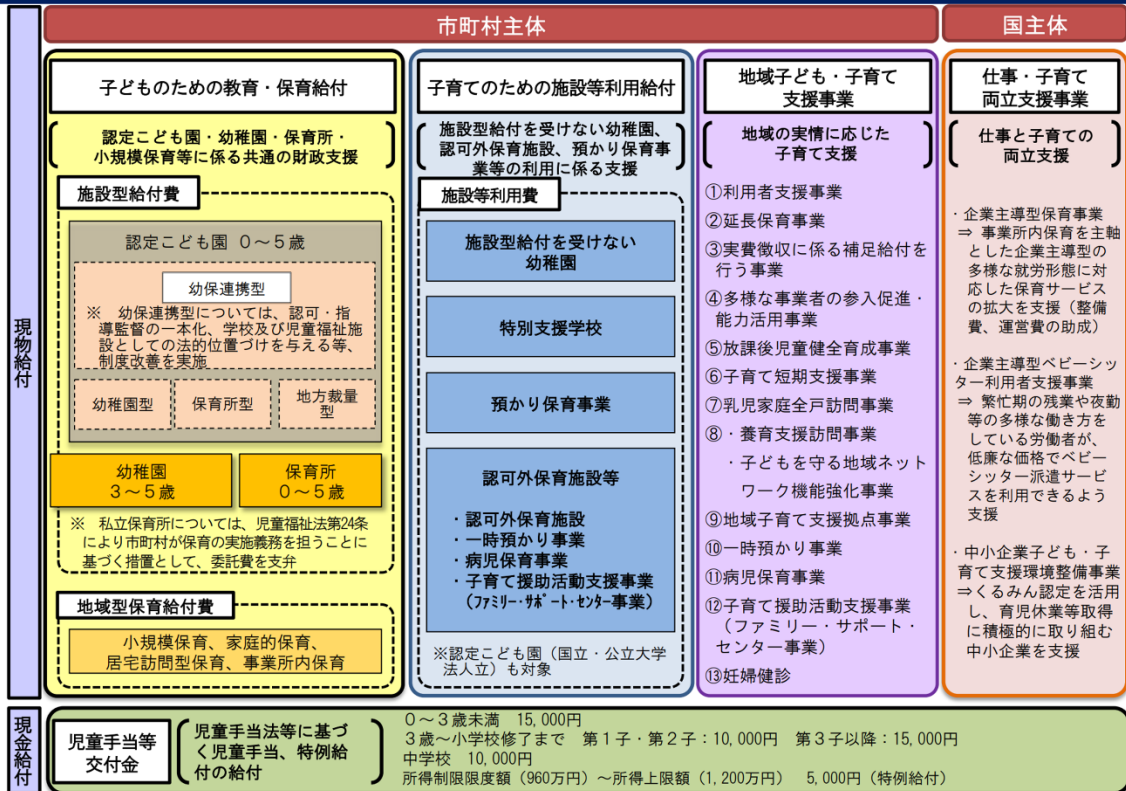 市町村主体
国主体
現物給付
子どものための教育・保育給付
認定こども園・幼稚園・保育所・
小規模保育等に係る共通の財政支援
施設型給付費
認定こども園 0~5歳
幼保連携型
※ 幼保連携型については、認可・指
導監督の一本化、学校及び児童福祉施
設としての法的位置づけを与える等、
制度改善を実施
幼稚園型
保育所型
地方裁量
型
幼稚園
3~5歳
保育所
0~5歳
※ 私立保育所については、児童福祉法第24条
により市町村が保育の実施義務を担うことに
基づく措置として、委託費を支弁
地域型保育給付費
小規模保育、家庭的保育、
居宅訪問型保育、事業所内保育
子育てのための施設等利用給付
施設型給付を受けない幼稚園、
認可外保育施設、預かり保育事
業等の利用に係る支援
施設等利用費
施設型給付を受けない
幼稚園
特別支援学校
預かり保育事業
認可外保育施設等
・認可外保育施設
・一時預かり事業
・病児保育事業
・子育て援助活動支援事業
(ファミリー・サポート・センター事業)
※認定こども園(国立・公立大学
法人立)も対象
地域子ども・子育て
支援事業
地域の実情に応じた
子育て支援
①利用者支援事業
②延長保育事業
③実費徴収に係る補足給付を
行う事業
④多様な事業者の参入促進・
能力活用事業
⑤放課後児童健全育成事業
⑥子育て短期支援事業
⑦乳児家庭全戸訪問事業
⑧・養育支援訪問事業
・子どもを守る地域ネット
ワーク機能強化事業
⑨地域子育て支援拠点事業
⑩一時預かり事業
⑪病児保育事業
⑫子育て援助活動支援事業
(ファミリー・サポート・
センター事業)
⑬妊婦健診
仕事・子育て
両立支援事業
仕事と子育ての
両立支援
・企業主導型保育事業
⇒ 事業所内保育を主軸
とした企業主導型の
多様な就労形態に対
応した保育サービス
の拡大を支援(整備
費、運営費の助成)
・企業主導型ベビーシッ
ター利用者支援事業
⇒ 繁忙期の残業や夜勤
等の多様な働き方を
している労働者が、
低廉な価格でベビー
シッター派遣サービ
スを利用できるよう
支援
・中小企業子ども・子
育て支援環境整備事業
⇒くるみん認定を活用
し、育児休業等取得
に積極的に取り組む
中小企業を支援
現金給付
児童手当等
交付金
児童手当法等に基づ
く児童手当、特例給
付の給付
0~3歳未満 15,000円
3歳~小学校修了まで 第1子・第2子:10,000円 第3子以降:15,000円
中学校 10,000円
所得制限限度額(960万円)~所得上限額(1,200万円) 5,000円(特例給付)